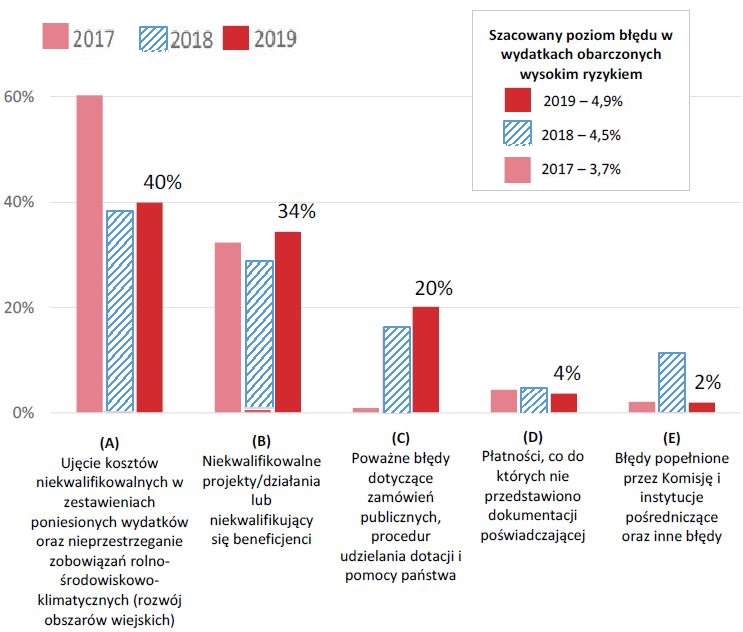 2017 2018 2019
Szacowany poziom błędu w
wydatkach obarczonych
wysokim ryzykiem
2019 – 4,9%
2018 – 4,5%
2017 – 3,7%
60%
40%
20%
0%
40%
34%
20%
4%
2%
(A)
Ujęcie kosztów
niekwalifikowalnych w
zestawieniach
poniesionych wydatków
oraz nieprzestrzeganie
zobowiązań rolno-
środowiskowo-
klimatycznych (rozwój
obszarów wiejskich)
(B)
Niekwalifikowalne
projekty/działania
lub
niekwalifikujący
się beneficjenci
(C)
Poważne błędy
dotyczące
zamówień
publicznych,
procedur
udzielania dotacji i
pomocy państwa
(D)
Płatności, co do
których nie
przedstawiono
dokumentacji
poświadczającej
(E)
Błędy popełnione
przez Komisję i
instytucje
pośredniczące
oraz inne błędy